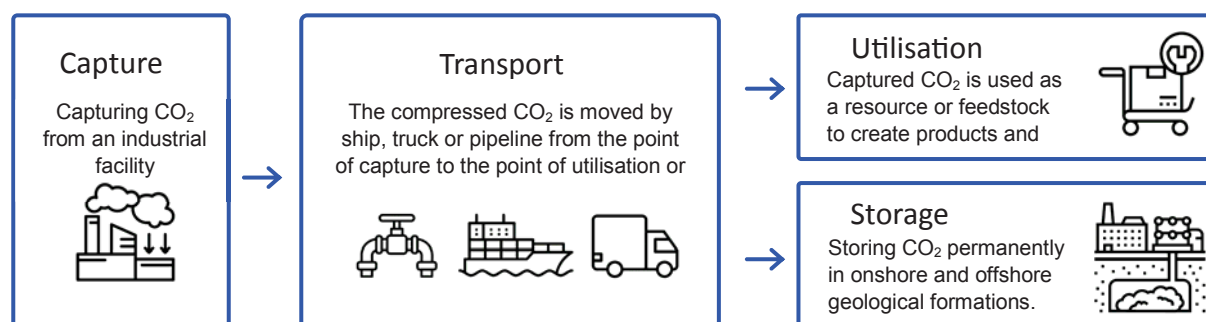 Capture
Capturing CO₂
from an industrial
facility
Transport
The compressed CO₂ is moved by
ship, truck or pipeline from the point
of capture to the point of utilisation or
Utilisation
Captured CO₂ is used as
a resource or feedstock
to create products and
Storage
Storing CO₂ permanently
in onshore and offshore
geological formations.